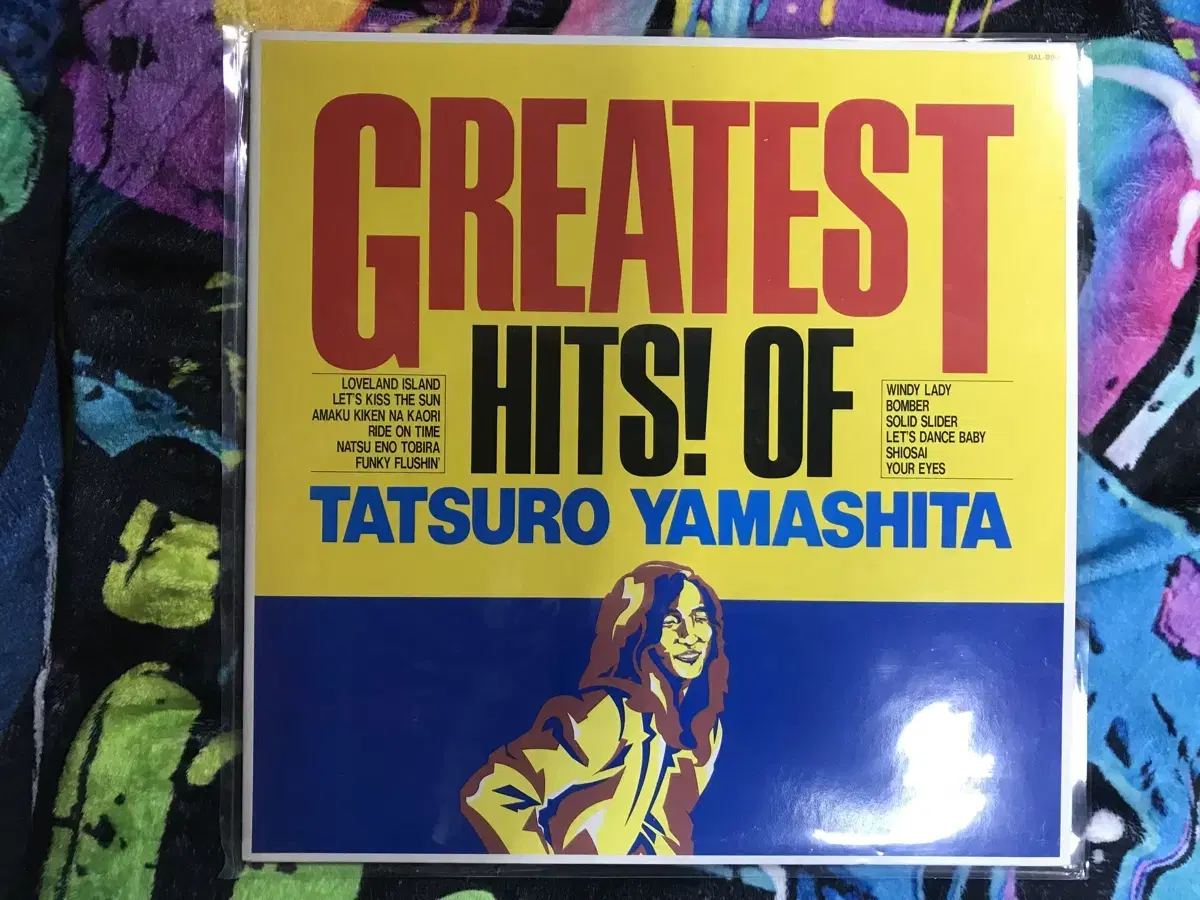 GREATEST
HITS! OF
LOVELAND ISLAND
LET'S KISS THE SUN
AMAKU KIKEN NA KAORI
RIDE ON TIME
NATSU ENO TOBIRA
FUNKY FLUSHIN'
WINDY LADY
BOMBER
SOLID SLIDER
LET'S DANCE BABY
SHIOSAI
YOUR EYES
TATSURO YAMASHITA